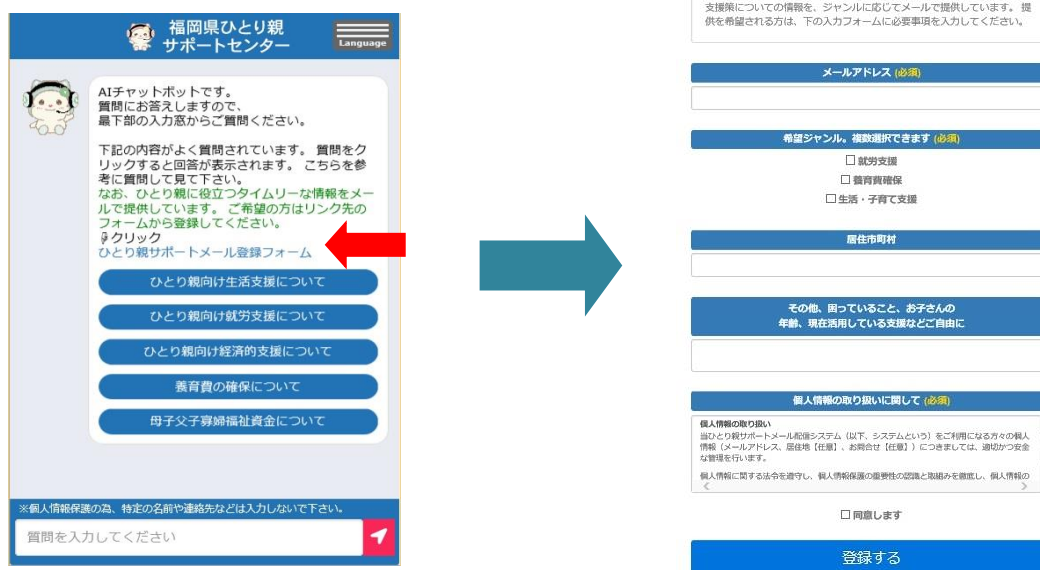 福岡県ひとり親
サポートセンター
Language
AIチャットボットです。
質問にお答えしますので、
最下部の入力窓からご質問ください。
下記の内容がよく質問されています。 質問をク
リックすると回答が表示されます。 こちらを参
考に質問して見て下さい。
なお、ひとり親に役立つタイムリーな情報をメー
ルで提供しています。 ご希望の方はリンク先の
フォームから登録してください。
👇クリック
ひとり親サポートメール登録フォーム
ひとり親向け生活支援について
ひとり親向け就労支援について
ひとり親向け経済的支援について
養育費の確保について
母子父子寡婦福祉資金について
※個人情報保護の為、特定の名前や連絡先などは入力しないで下さい。
質問を入力してください
支援策についての情報を、ジャンルに応じてメールで提供しています。 提
供を希望される方は、下の入力フォームに必要事項を入力してください。
メールアドレス (必須)
希望ジャンル。複数選択できます (必須)
就労支援
養育費確保
生活・子育て支援
居住市町村
その他、困っていること、お子さんの
年齢、現在活用している支援などご自由に
個人情報の取り扱いに関して (必須)
個人情報の取り扱い
当ひとり親サポートメール配信システム（以下、システムという）をご利用になる方々の個人
情報（メールアドレス、居住地【任意】、お問合せ【任意】）につきましては、適切かつ安全
な管理を行います。
個人情報に関する法令を遵守し、個人情報保護の重要性の認識と取組みを徹底し、個人情報の
同意します
登録する